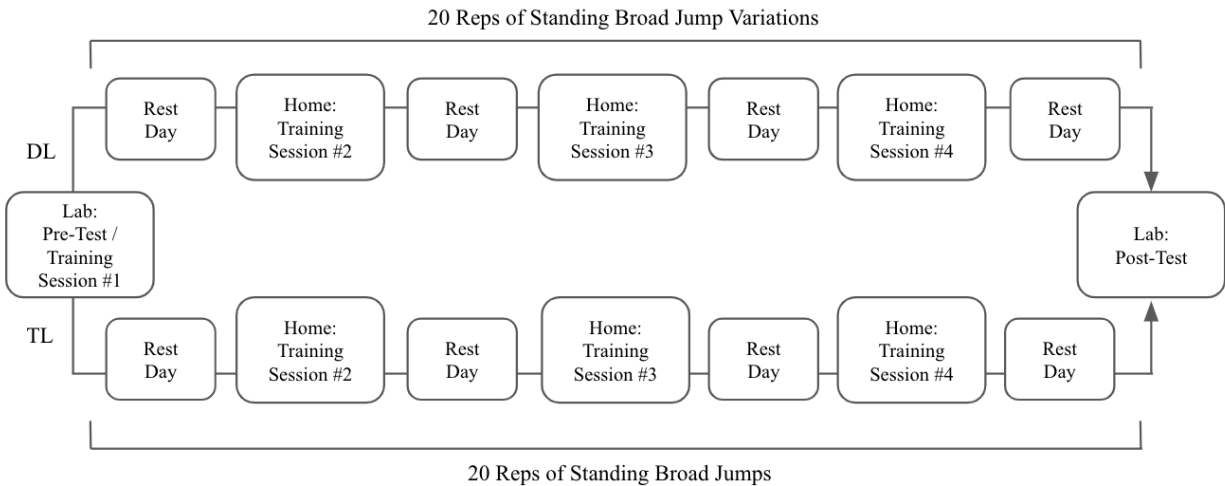 20 Reps of Standing Broad Jump Variations
Rest
Day
Home:
Training
Session #2
Rest
Day
Home:
Training
Session #3
Rest
Day
Home:
Training
Session #4
Rest
Day
DL
Lab:
Pre-Test /
Training
Session #1
Lab:
Post-Test
TL
Rest
Day
Home:
Training
Session #2
Rest
Day
Home:
Training
Session #3
Rest
Day
Home:
Training
Session #4
Rest
Day
20 Reps of Standing Broad Jumps